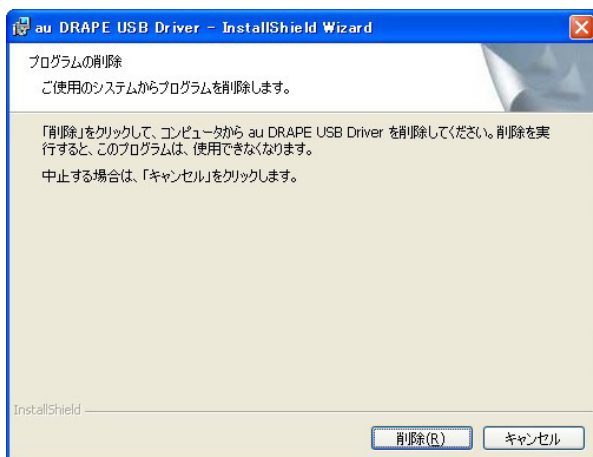 au DRAPE USB Driver - InstallShield Wizard
プログラムの削除
ご使用のシステムからプログラムを削除します。
「削除」をクリックして、コンピュータから au DRAPE USB Driver を削除してください。削除を実
行すると、このプログラムは、使用できなくなります。
中止する場合は、「キャンセル」をクリックします。
InstallShield
削除(R)
キャンセル